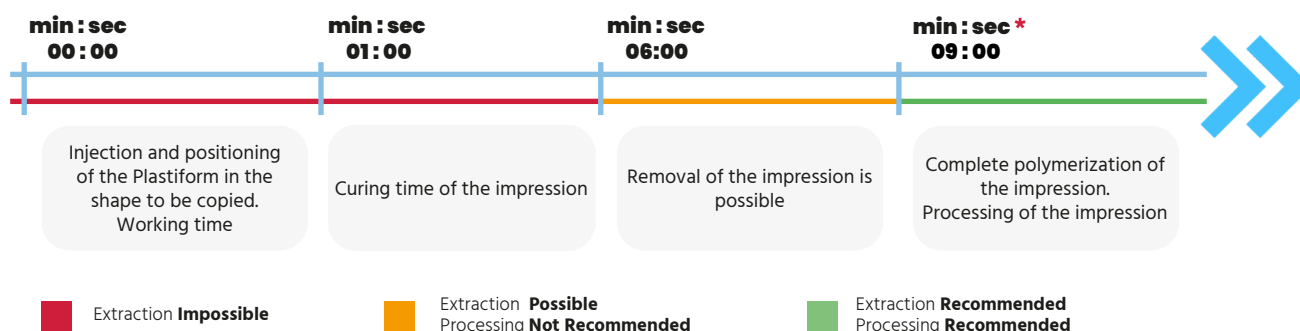 min : sec
00 : 00
min : sec
01 : 00
min : sec
06:00
min : sec *
09 : 00
Injection and positioning
of the Plastiform in the
shape to be copied.
Working time
Curing time of the impression
Removal of the impression is
possible
Complete polymerization of
the impression.
Processing of the impression
Extraction Impossible
Extraction Possible
Processing Not Recommended
Extraction Recommended
Processing Recommended